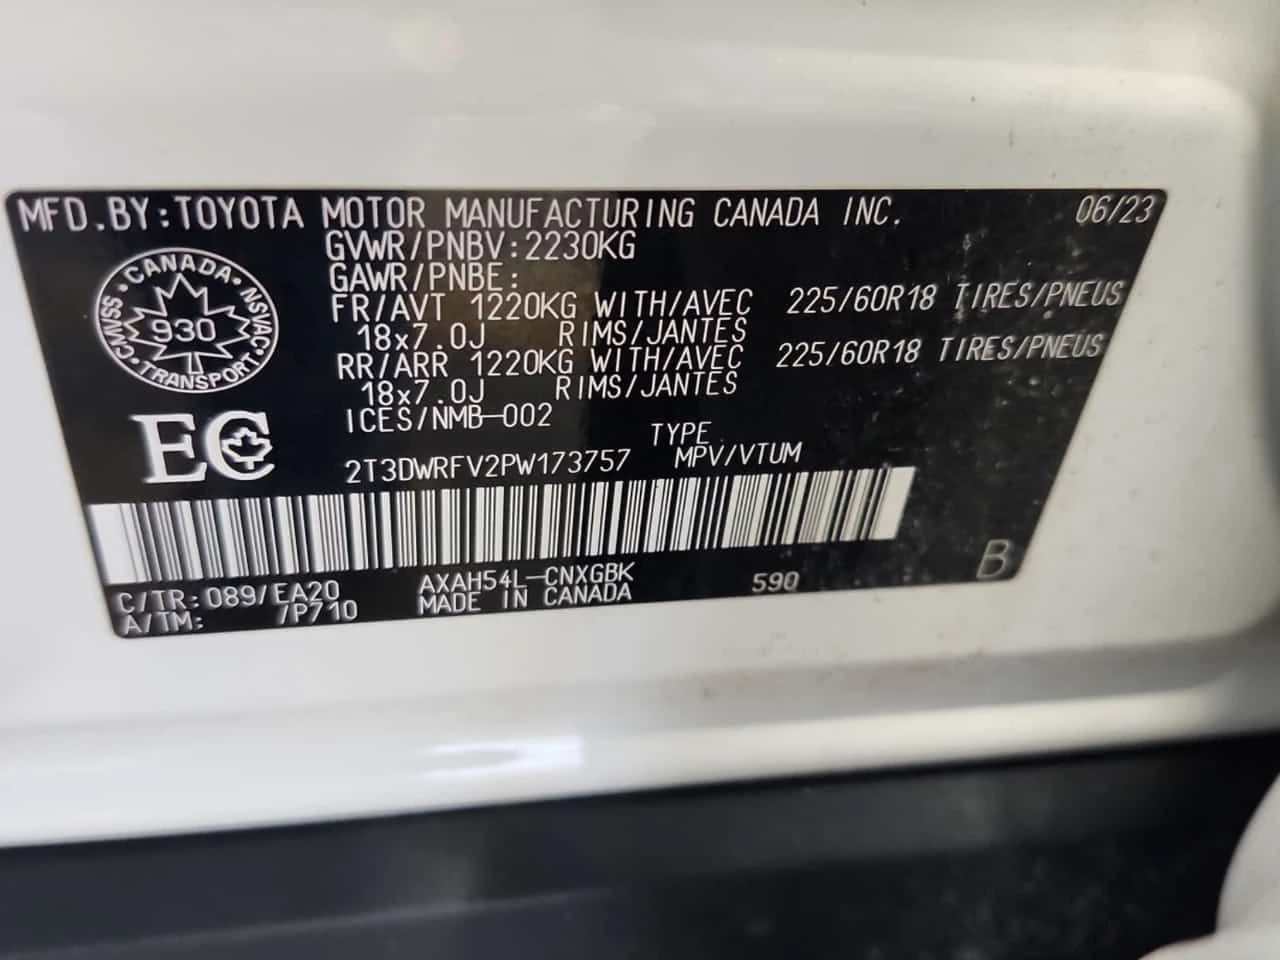 MFD.BY:TOYOTA MOTOR MANUFACTURING CANADA INC. 06/23
GVWR/PNBV:2230KG
GAWR/PNBE:
FR/AVT 1220KG WITH/AVEC 225/60R18 TIRES/PNEUS
18x7.0J RIMS/JANTES
RR/ARR 1220KG WITH/AVEC 225/60R18 TIRES/PNEUS
18x7.0J RIMS/JANTES
ICES/NMB-002
CANADA · NSVAC · TRANSPORT · CMVSS
930
EC
TYPE
2T3DWRFV2PW173757 MPV/VTUM
C/TR:089/EA20 AXAH54L-CNXGBK 590 B
A/TM: /P710 MADE IN CANADA